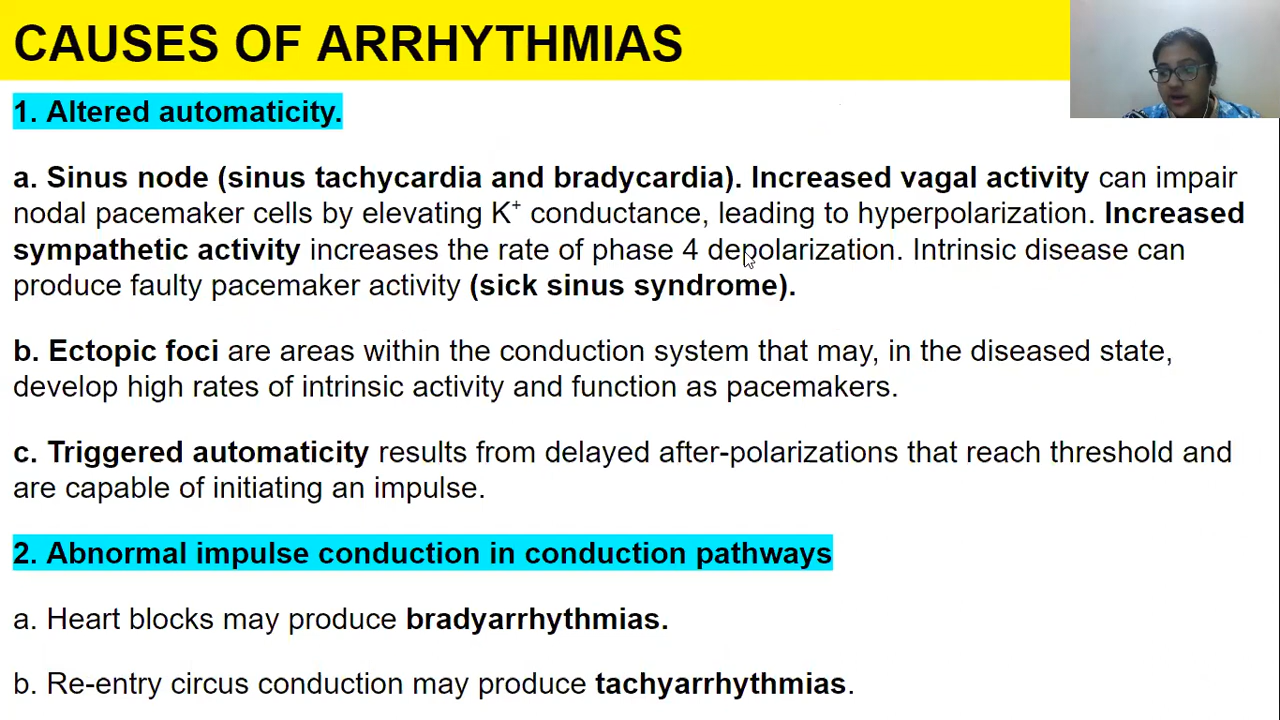 CAUSES OF ARRHYTHMIAS
1. Altered automaticity.
a. Sinus node (sinus tachycardia and bradycardia). Increased vagal activity can impair
nodal pacemaker cells by elevating K⁺ conductance, leading to hyperpolarization. Increased
sympathetic activity increases the rate of phase 4 depolarization. Intrinsic disease can
produce faulty pacemaker activity (sick sinus syndrome).
b. Ectopic foci are areas within the conduction system that may, in the diseased state,
develop high rates of intrinsic activity and function as pacemakers.
c. Triggered automaticity results from delayed after-polarizations that reach threshold and
are capable of initiating an impulse.
2. Abnormal impulse conduction in conduction pathways
a. Heart blocks may produce bradyarrhythmias.
b. Re-entry circus conduction may produce tachyarrhythmias.